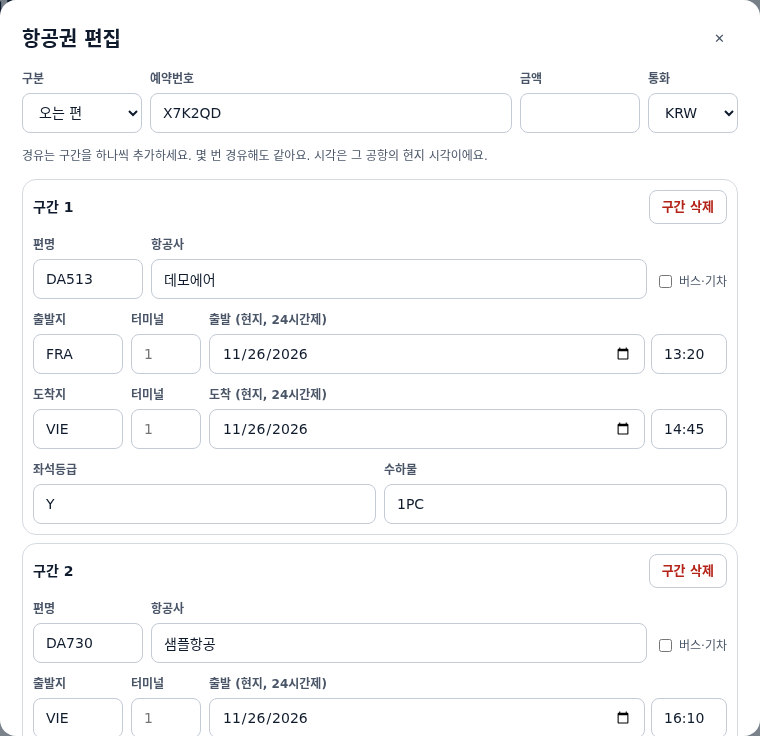 항공권 편집 ×
구분 예약번호 금액 통화
오는 편 X7K2QD KRW
경유는 구간을 하나씩 추가하세요. 몇 번 경유해도 같아요. 시각은 그 공항의 현지 시각이에요.
구간 1 구간 삭제
편명 항공사
DA513 데모에어 버스·기차
출발지 터미널 출발 (현지, 24시간제)
FRA 1 11/26/2026 13:20
도착지 터미널 도착 (현지, 24시간제)
VIE 1 11/26/2026 14:45
좌석등급 수하물
Y 1PC
구간 2 구간 삭제
편명 항공사
DA730 샘플항공 버스·기차
출발지 터미널 출발 (현지, 24시간제)
VIE 1 11/26/2026 16:10